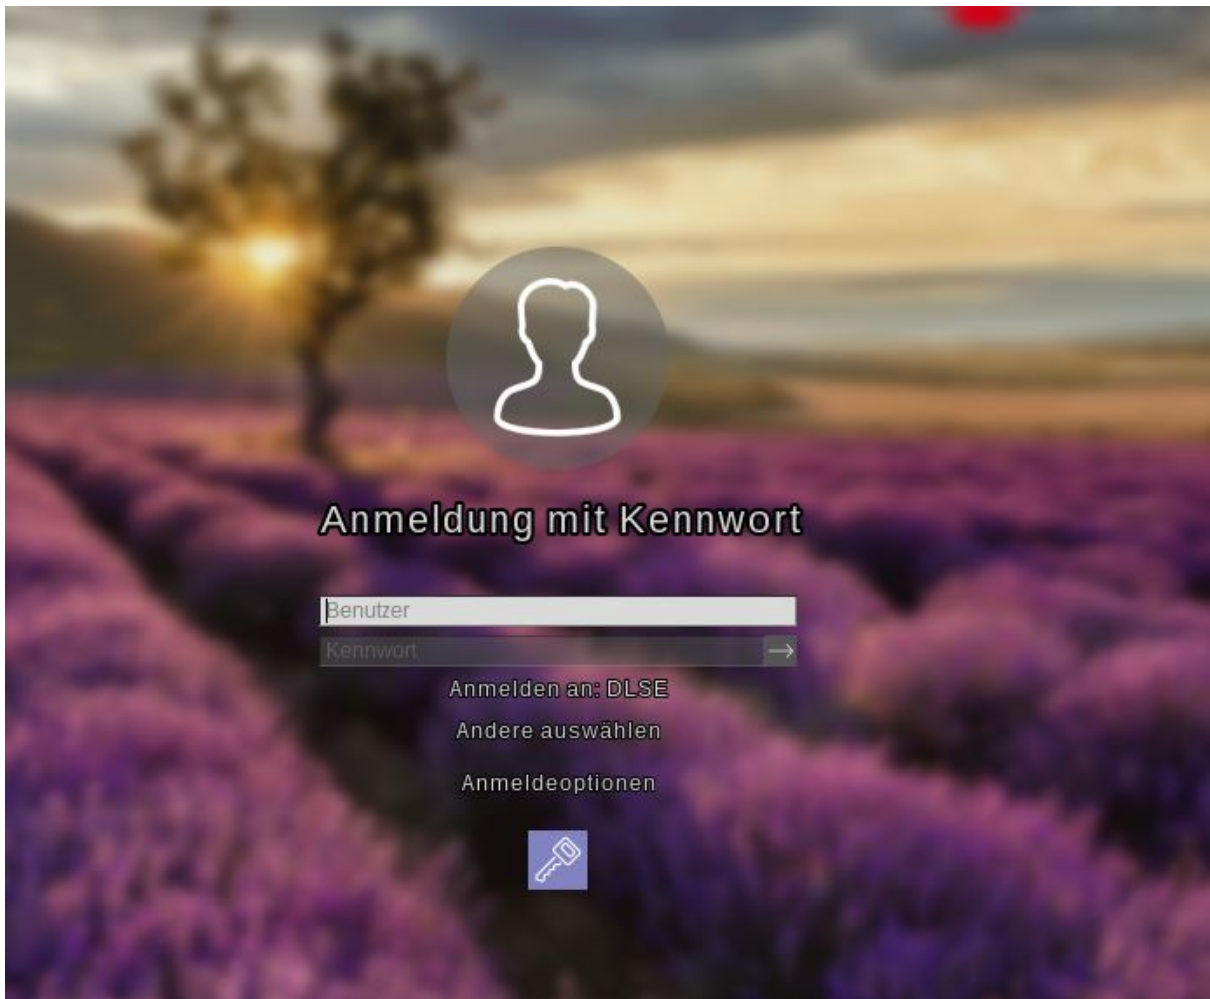 Anmeldung mit Kennwort
Benutzer
Kennwort
Anmelden an: DLSE
Andere auswählen
Anmeldeoptionen